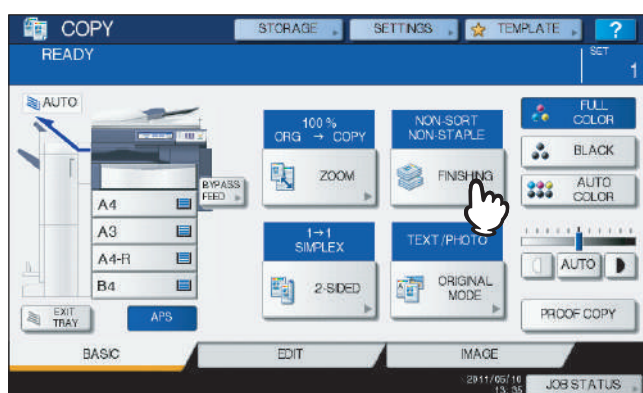 COPY
STORAGE
SETTINGS
TEMPLATE
?
READY
SET
1
AUTO
100 %
ORG → COPY
NON-SORT
NON-STAPLE
FULL
COLOR
ZOOM
FINISHING
BLACK
BYPASS
FEED
AUTO
COLOR
A4
A3
A4-R
B4
1→1
SIMPLEX
TEXT/PHOTO
2-SIDED
ORIGINAL
MODE
AUTO
EXIT
TRAY
APS
PROOF COPY
BASIC
EDIT
IMAGE
2011/05/10
13:35
JOB STATUS